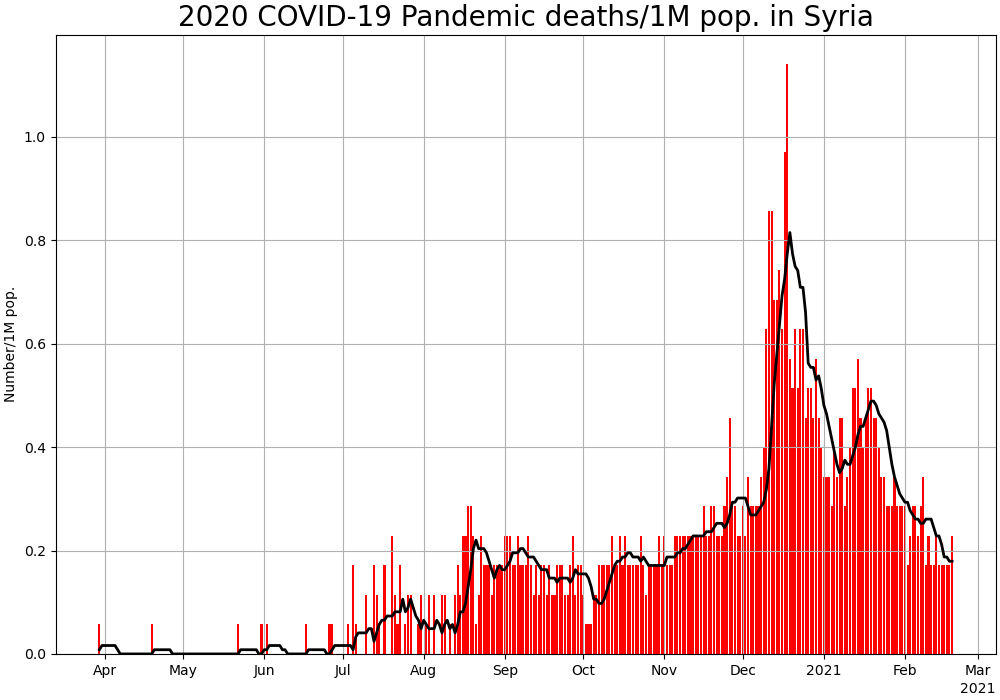 2020 COVID-19 Pandemic deaths/1M pop. in Syria
Number/1M pop.
1.0
0.8
0.6
0.4
0.2
0.0
Apr May Jun Jul Aug Sep Oct Nov Dec 2021 Feb Mar
2021